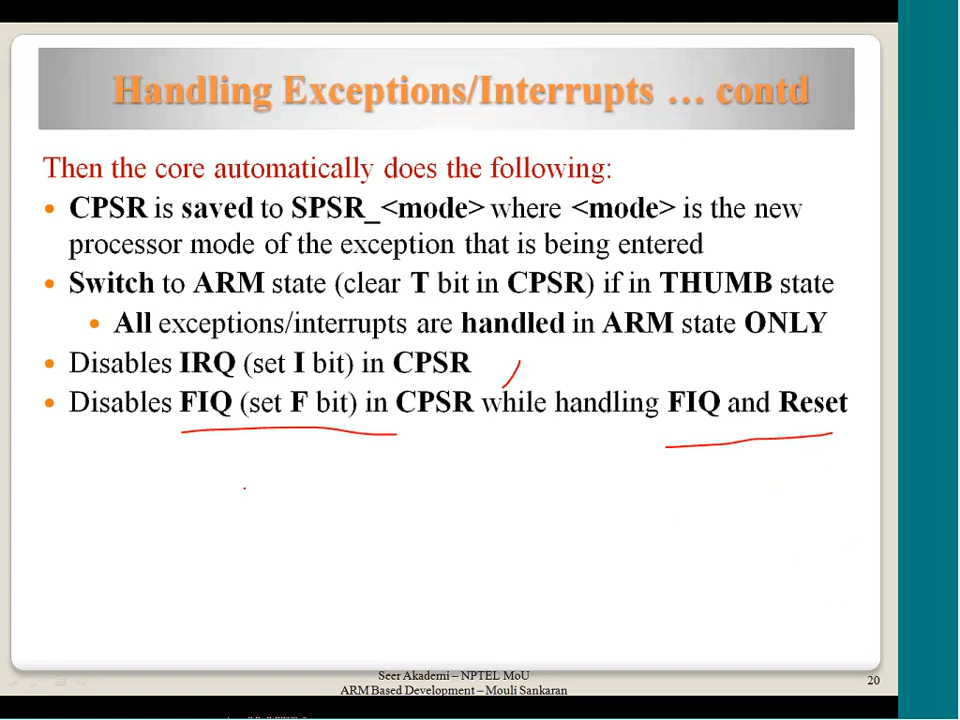 Handling Exceptions/Interrupts … contd
Then the core automatically does the following:
• CPSR is saved to SPSR_<mode> where <mode> is the new
processor mode of the exception that is being entered
• Switch to ARM state (clear T bit in CPSR) if in THUMB state
• All exceptions/interrupts are handled in ARM state ONLY
• Disables IRQ (set I bit) in CPSR
• Disables FIQ (set F bit) in CPSR while handling FIQ and Reset
Seer Akademi – NPTEL MoU
ARM Based Development – Mouli Sankaran
20